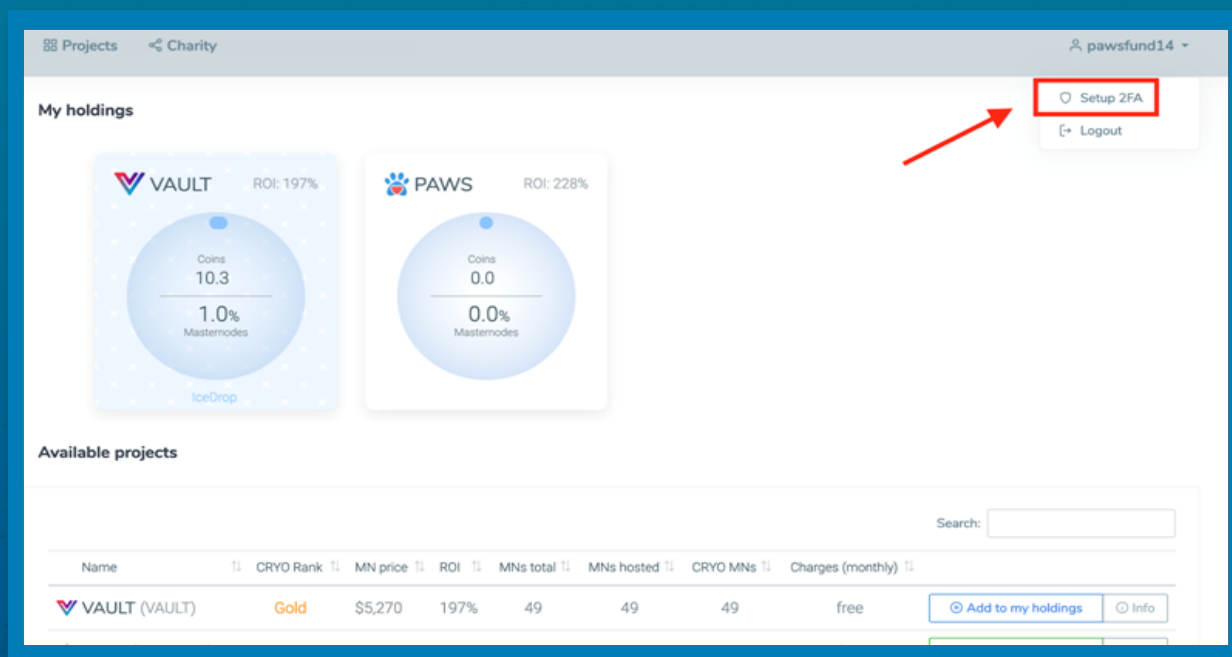 Projects Charity pawsfund14
Setup 2FA
Logout
My holdings
VAULT ROI: 197%
Coins
10.3
1.0%
Masternodes
IceDrop
PAWS ROI: 228%
Coins
0.0
0.0%
Masternodes
Available projects
Search:
Name CRYO Rank MN price ROI MNs total MNs hosted CRYO MNs Charges (monthly)
VAULT (VAULT) Gold $5,270 197% 49 49 49 free Add to my holdings Info